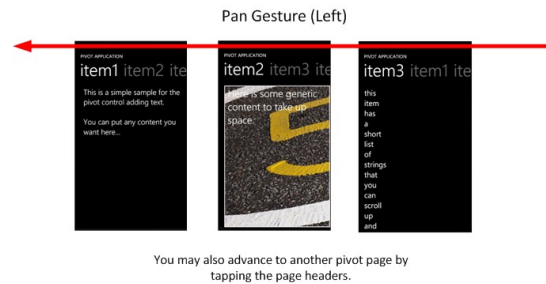 Pan Gesture (Left)
PIVOT APPLICATION
item1 item2 ite
This is a simple sample for the
pivot control adding text.
You can put any content you
want here...
PIVOT APPLICATION
item2 item3 ite
Here is some generic
content to take up
space.
PIVOT APPLICATION
item3 item1 ite
this
item
has
a
short
list
of
strings
that
you
can
scroll
up
and
You may also advance to another pivot page by
tapping the page headers.